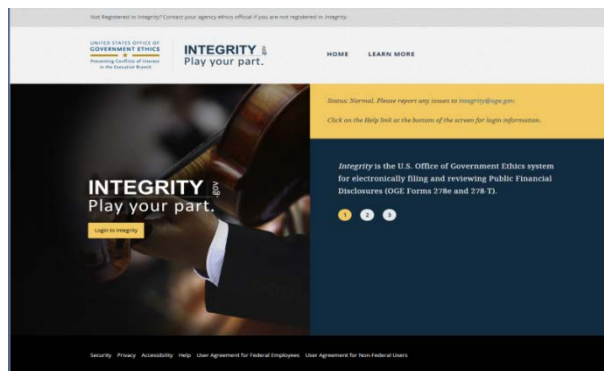 Not Registered in Integrity? Contact your agency ethics official if you are not registered in Integrity.
UNITED STATES OFFICE OF
GOVERNMENT ETHICS
Preventing Conflicts of Interest
in the Executive Branch
INTEGRITY.gov
Play your part.
HOME LEARN MORE
Status: Normal. Please report any issues to integrity@oge.gov.
Click on the Help link at the bottom of the screen for login information.
INTEGRITY.gov
Play your part.
Login to Integrity
Integrity is the U.S. Office of Government Ethics system
for electronically filing and reviewing Public Financial
Disclosures (OGE Forms 278e and 278-T).
1 2 3
Security Privacy Accessibility Help User Agreement for Federal Employees User Agreement for Non-Federal Users